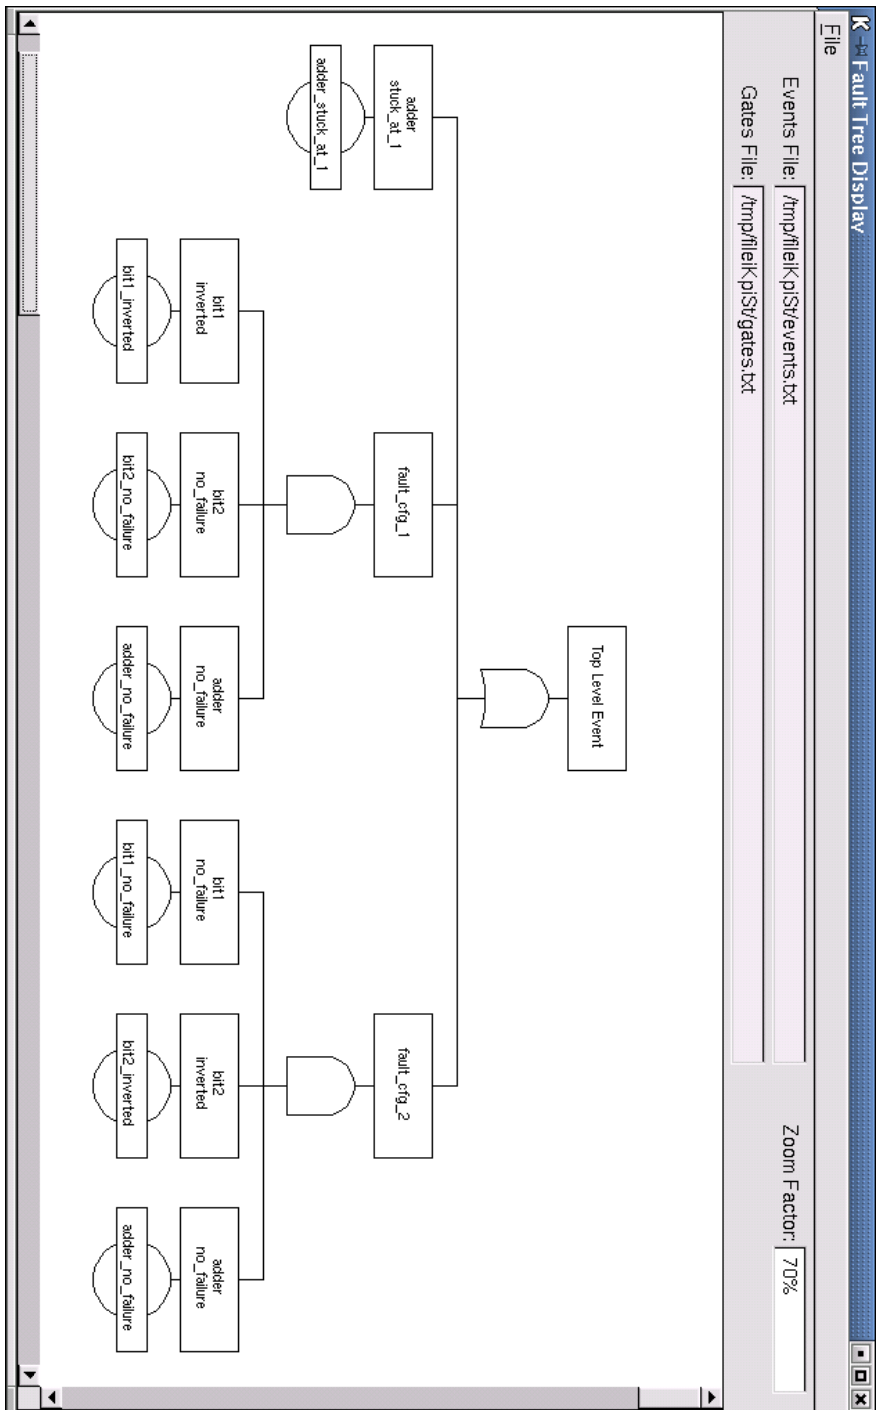 Fault Tree Display
File
Events File: /tmp/fileiKpiSt/events.txt
Zoom Factor: 70%
Gates File: /tmp/fileiKpiSt/gates.txt
Top Level Event
adder
stuck_at_1
fault_cfg_1
fault_cfg_2
adder_stuck_at_1
bit1
inverted
bit2
no_failure
adder
no_failure
bit1
no_failure
bit2
inverted
adder
no_failure
bit1_inverted
bit2_no_failure
adder_no_failure
bit1_no_failure
bit2_inverted
adder_no_failure